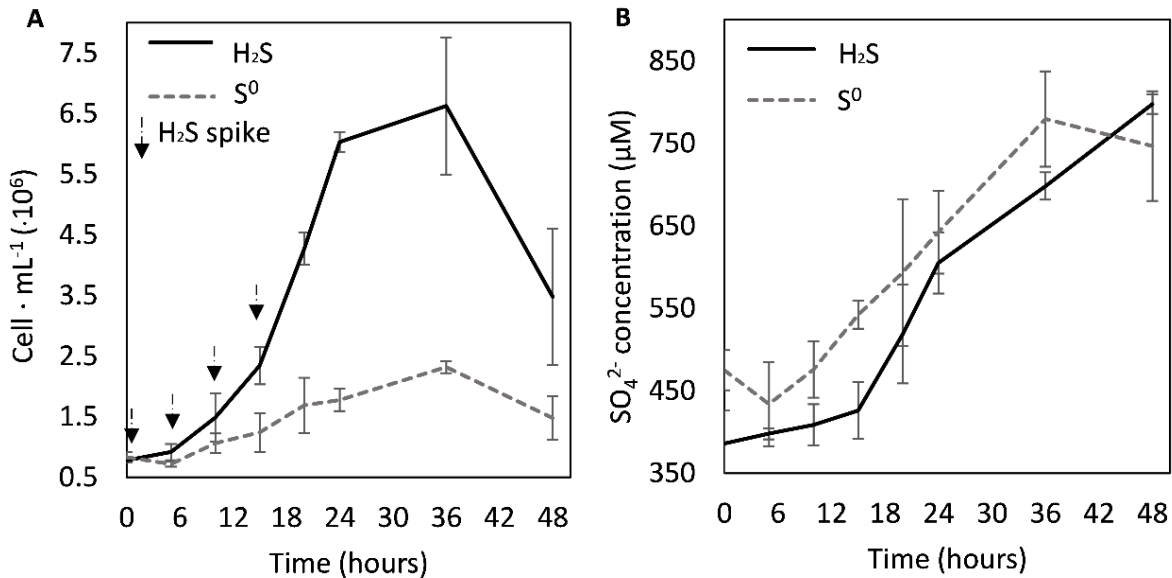 A
Cell · mL⁻¹ (·10⁶)
7.5
6.5
5.5
4.5
3.5
2.5
1.5
0.5
H₂S
S⁰
H₂S spike
0 6 12 18 24 30 36 42 48
Time (hours)
B
SO₄²⁻ concentration (µM)
850
750
650
550
450
350
H₂S
S⁰
0 6 12 18 24 30 36 42 48
Time (hours)